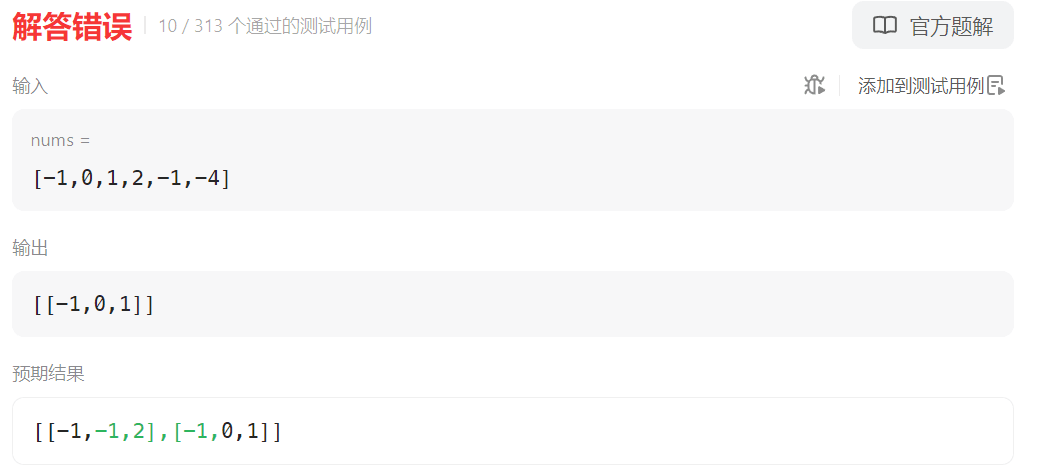 解答错误 10 / 313 个通过的测试用例 官方题解
输入 添加到测试用例
nums =
[-1,0,1,2,-1,-4]
输出
[[-1,0,1]]
预期结果
[[-1,-1,2],[-1,0,1]]